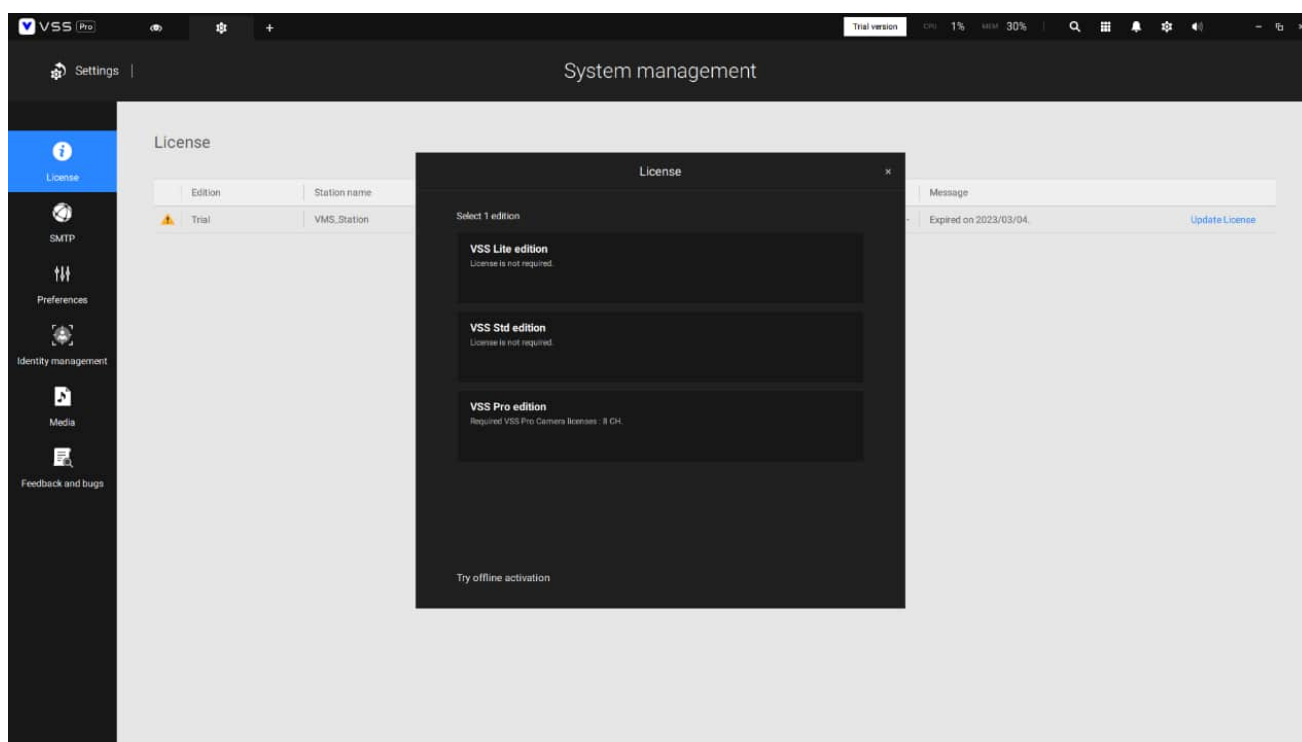 VSS Pro
+
Trial version
CPU 1% MEM 30%
Settings
System management
License
SMTP
Preferences
Identity management
Media
Feedback and bugs
License
Edition Station name Message
Trial VMS_Station - Expired on 2023/03/04. Update License
License ×
Select 1 edition
VSS Lite edition
License is not required.
VSS Std edition
License is not required.
VSS Pro edition
Required VSS Pro Camera licenses : 8 CH.
Try offline activation